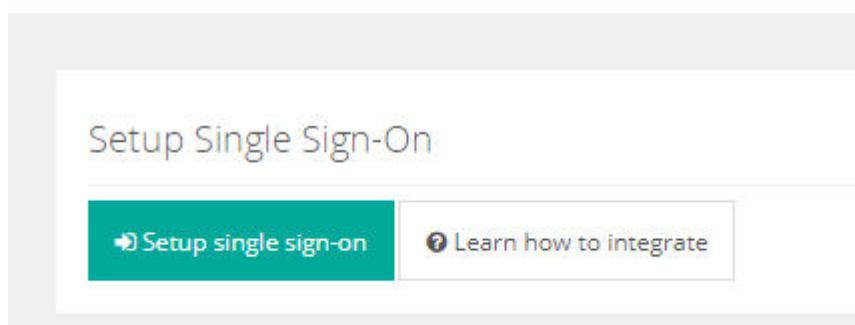 Setup Single Sign-On
Setup single sign-on
Learn how to integrate